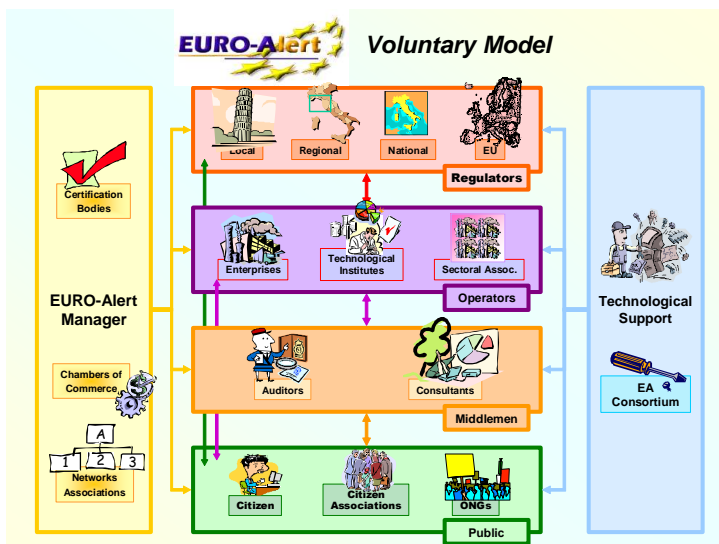 EURO-Alert
Voluntary Model
Local
Regional
National
EU
Regulators
Certification
Bodies
Enterprises
Technological
Institutes
Sectoral Assoc.
Operators
EURO-Alert
Manager
Technological
Support
Chambers of
Commerce
Auditors
Consultants
Middlemen
EA
Consortium
A
1
2
3
Networks
Associations
Citizen
Citizen
Associations
ONGs
Public